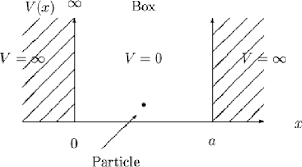 V(x) ∞ Box
V = ∞ V = 0 V = ∞
x
0 a
Particle